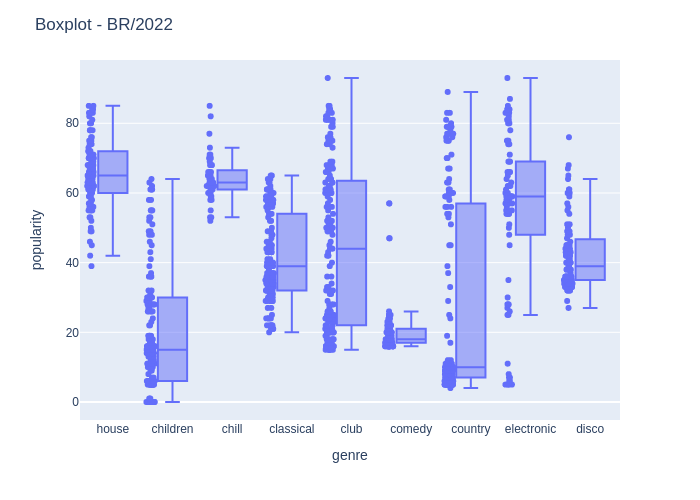 Boxplot - BR/2022
popularity
80
60
40
20
0
house children chill classical club comedy country electronic disco
genre